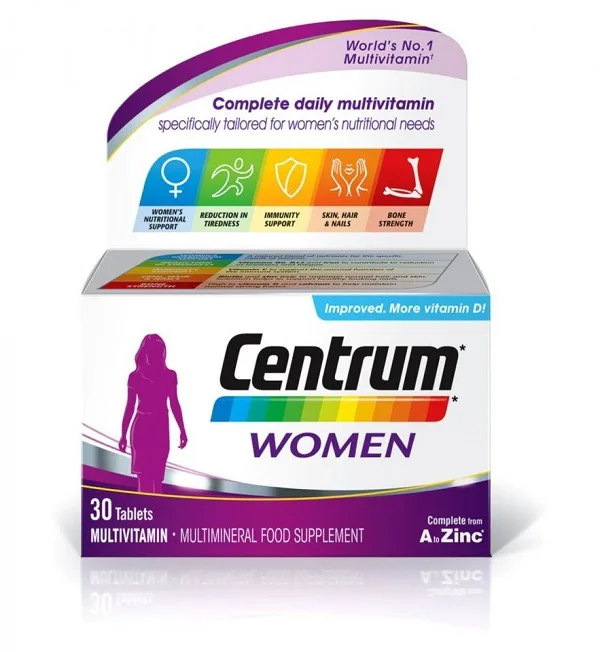 World's No.1
Multivitamin†
Complete daily multivitamin
specifically tailored for women's nutritional needs
WOMEN'S
NUTRITIONAL
SUPPORT
REDUCTION IN
TIREDNESS
IMMUNITY
SUPPORT
SKIN, HAIR
& NAILS
BONE
STRENGTH
Improved. More vitamin D!
Centrum*
*
WOMEN
30 Tablets
MULTIVITAMIN • MULTIMINERAL FOOD SUPPLEMENT
Complete from
A to Zinc*